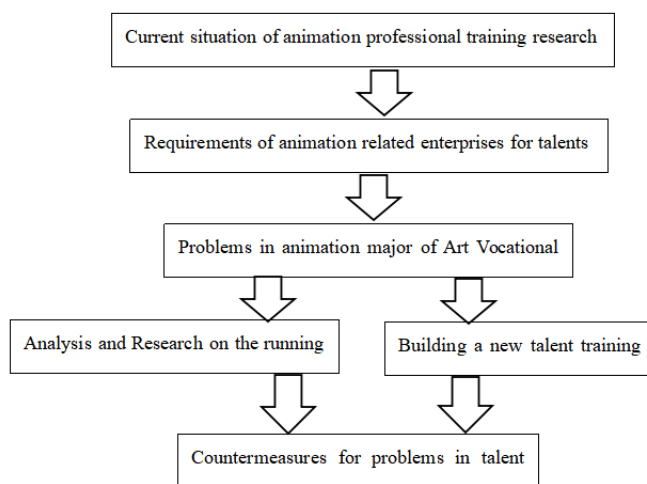 Current situation of animation professional training research
Requirements of animation related enterprises for talents
Problems in animation major of Art Vocational
Analysis and Research on the running
Building a new talent training
Countermeasures for problems in talent